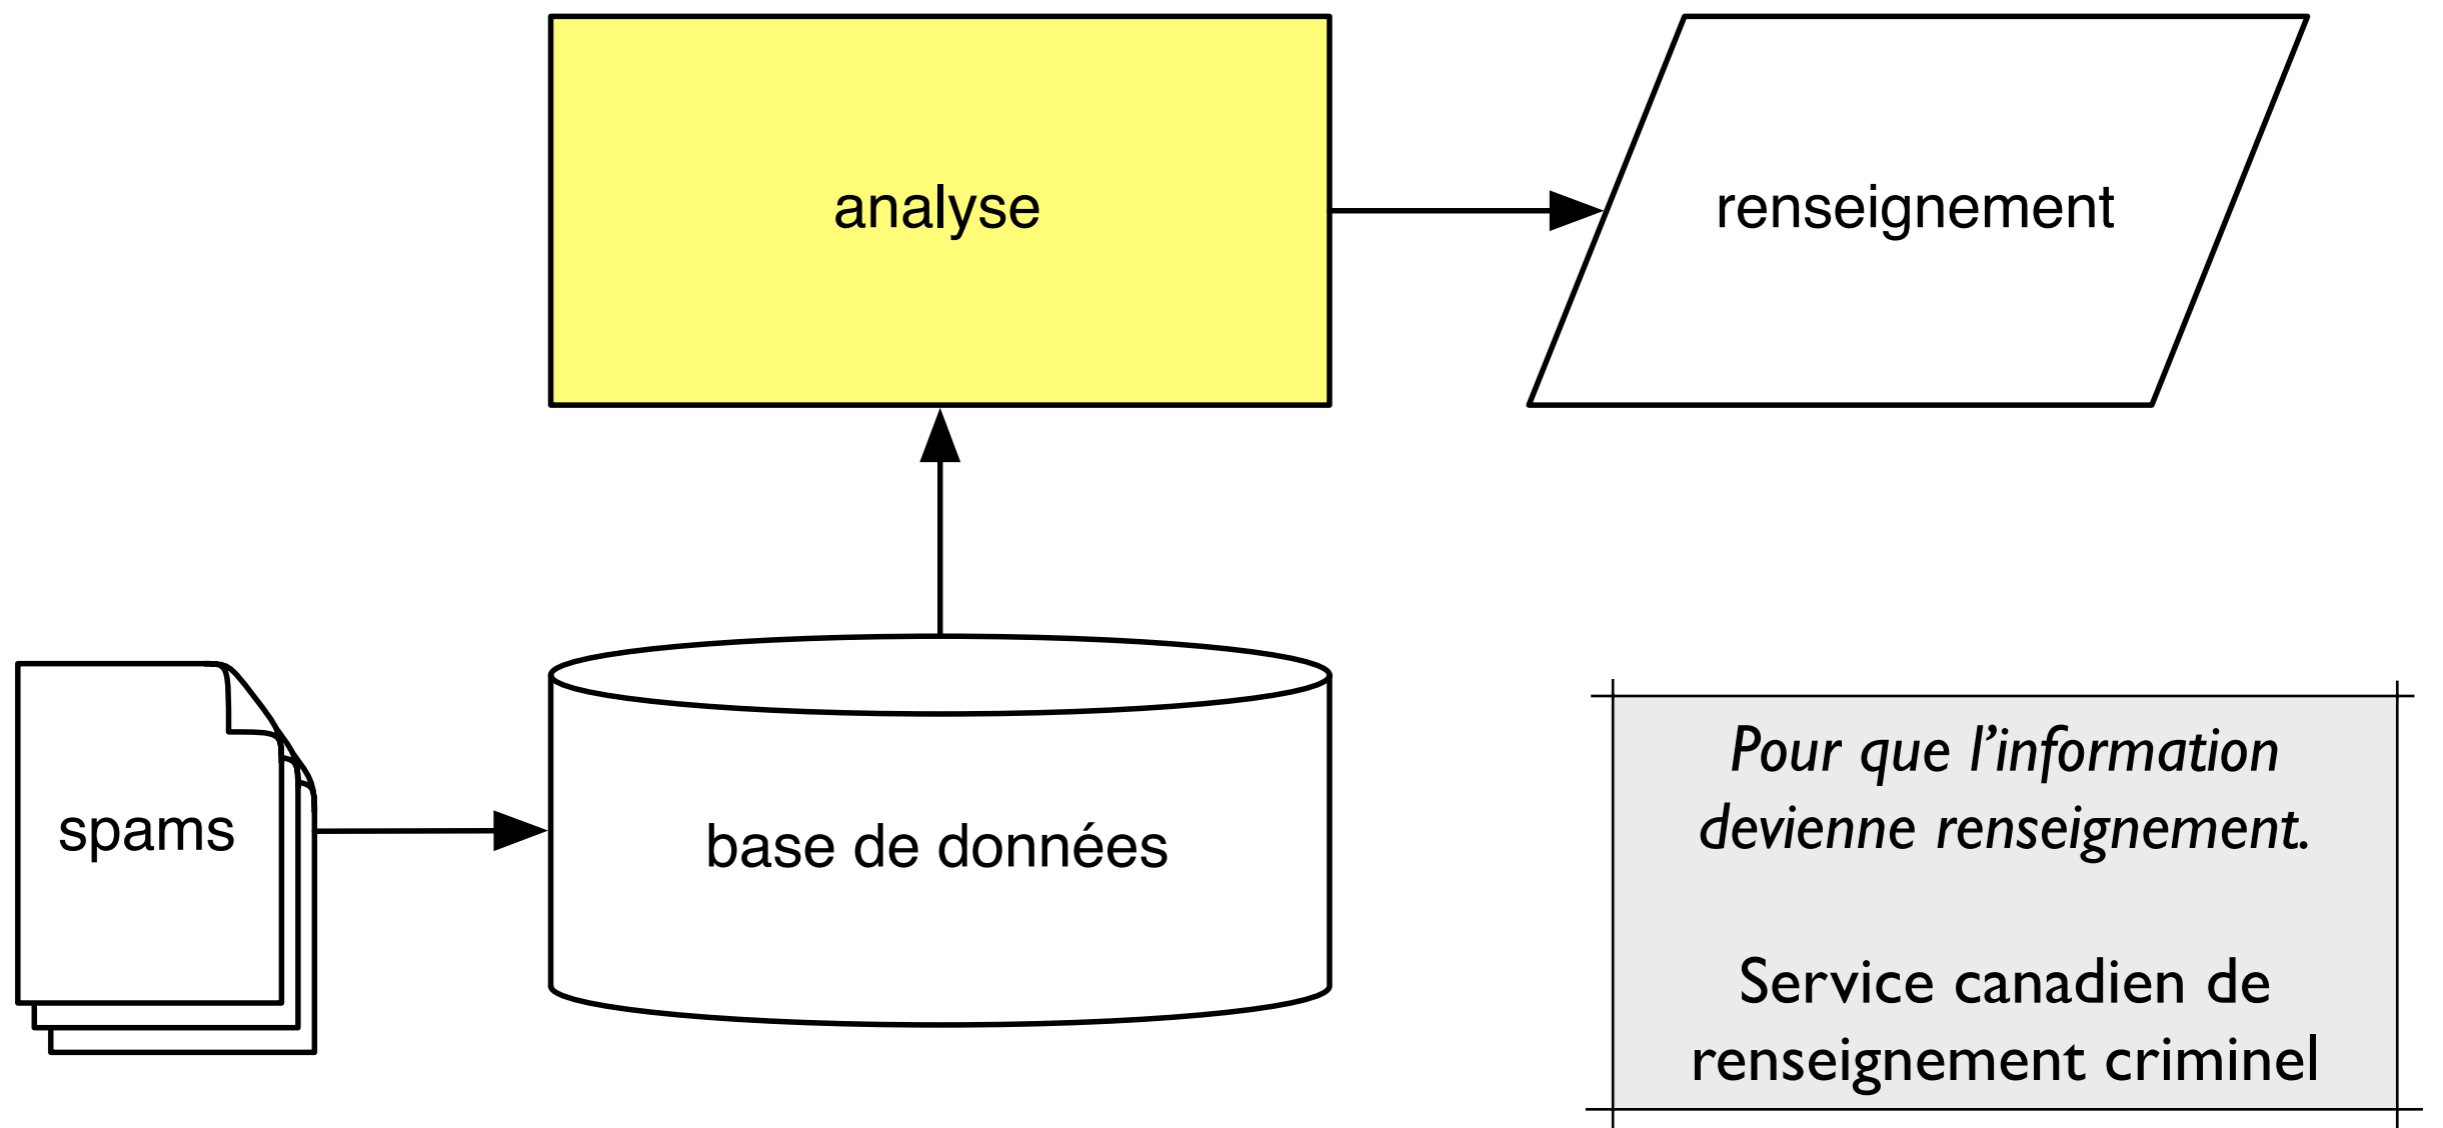 analyse
renseignement
spams
base de données
Pour que l’information
devienne renseignement.
Service canadien de
renseignement criminel